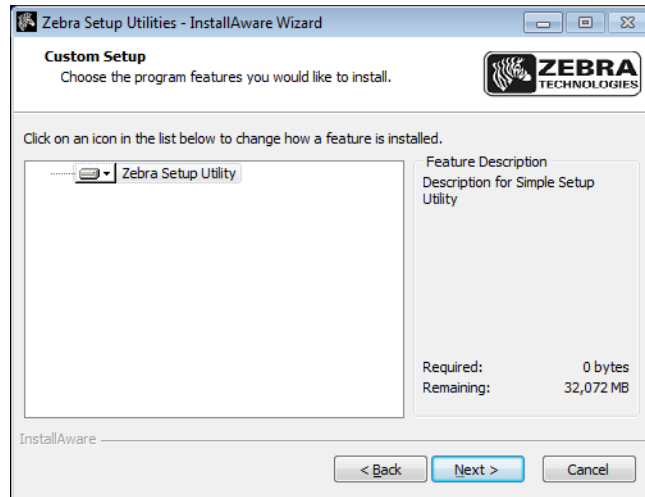 Zebra Setup Utilities - InstallAware Wizard
Custom Setup
Choose the program features you would like to install.
ZEBRA
TECHNOLOGIES
Click on an icon in the list below to change how a feature is installed.
Zebra Setup Utility
Feature Description
Description for Simple Setup
Utility
Required: 0 bytes
Remaining: 32,072 MB
InstallAware
< Back Next > Cancel